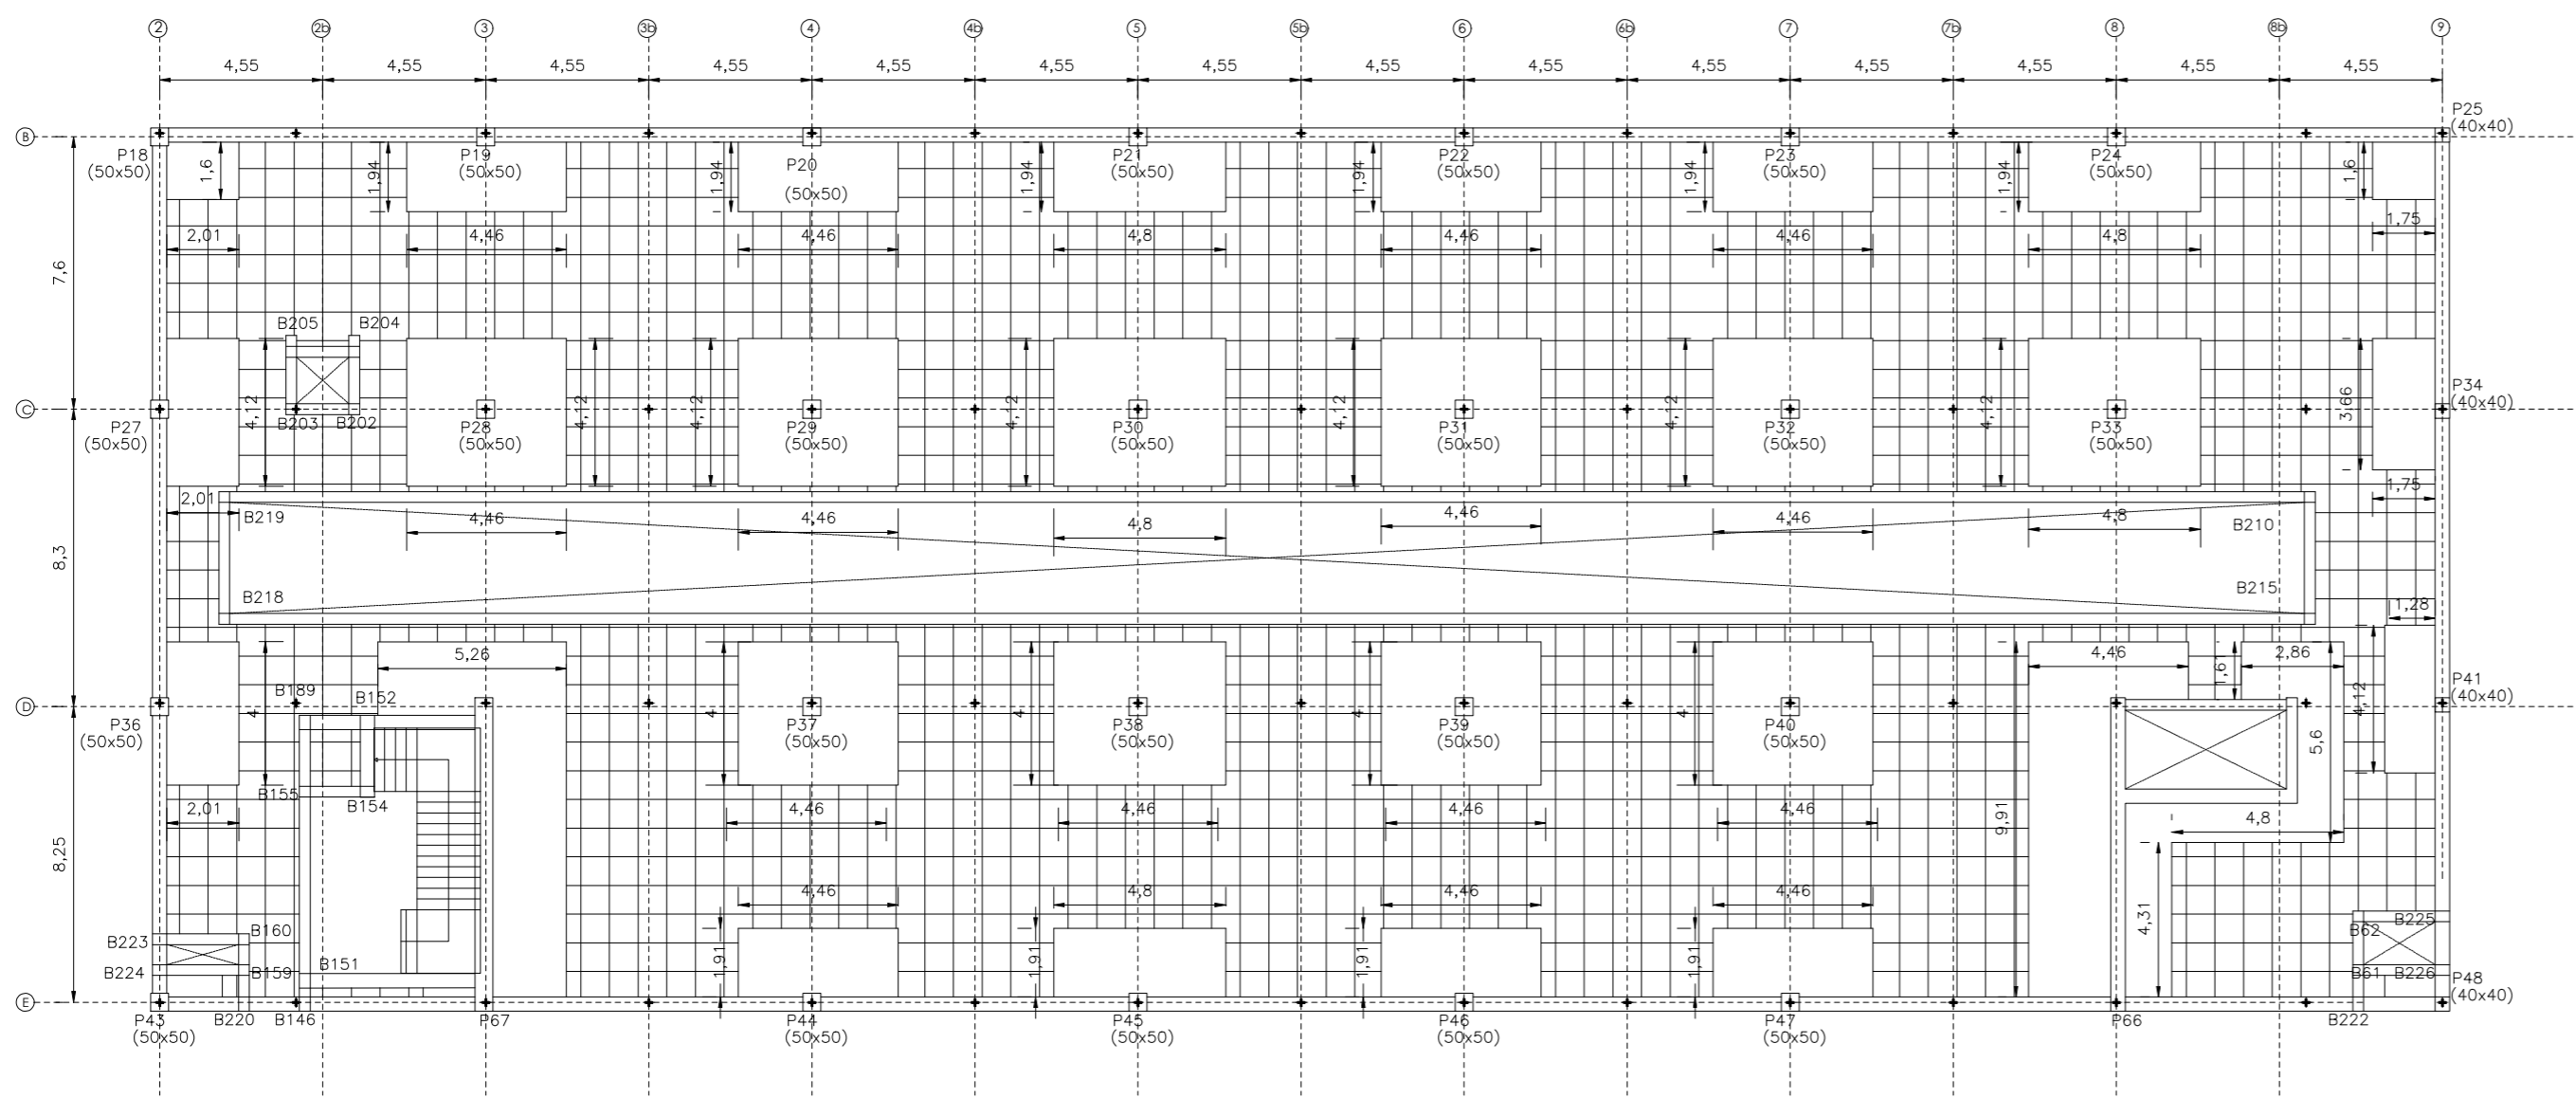 2 2b 3 3b 4 4b 5 5b 6 6b 7 7b 8 8b 9
4,55 4,55 4,55 4,55 4,55 4,55 4,55 4,55 4,55 4,55 4,55 4,55 4,55 4,55
P25
(40x40)
B
P18
(50x50)
P19
(50x50)
P20
(50x50)
P21
(50x50)
P22
(50x50)
P23
(50x50)
P24
(50x50)
1,6 1,94 1,94 1,94 1,94 1,94 1,94 1,6
1,75
2,01 4,46 4,46 4,8 4,46 4,46 4,8
7,6
B205 B204
4,12 4,12 4,12 4,12 4,12 4,12 4,12 3,66
P34
(40x40)
C
B203 B202
P27
(50x50)
P28
(50x50)
P29
(50x50)
P30
(50x50)
P31
(50x50)
P32
(50x50)
P33
(50x50)
2,01 1,75
B219 4,46 4,46 4,8 4,46 4,46 4,8 B210
8,3
B218 B215
1,28
5,26 4,46 1,61 2,86
B189
B152
4 4 4 4 4 4,12
P41
(40x40)
D
P36
(50x50)
P37
(50x50)
P38
(50x50)
P39
(50x50)
P40
(50x50)
5,6
B155
B154
2,01 4,46 4,46 4,46 4,46 9,91 4,8
8,25
4,46 4,8 4,46 4,46
4,31
B223 B160 B225
B62
1,91 1,91 1,91 1,91
B224 B159 B151 B61 B226
P48
(40x40)
E
P43
(50x50)
B220 B146 P67
P44
(50x50)
P45
(50x50)
P46
(50x50)
P47
(50x50)
P66 B222